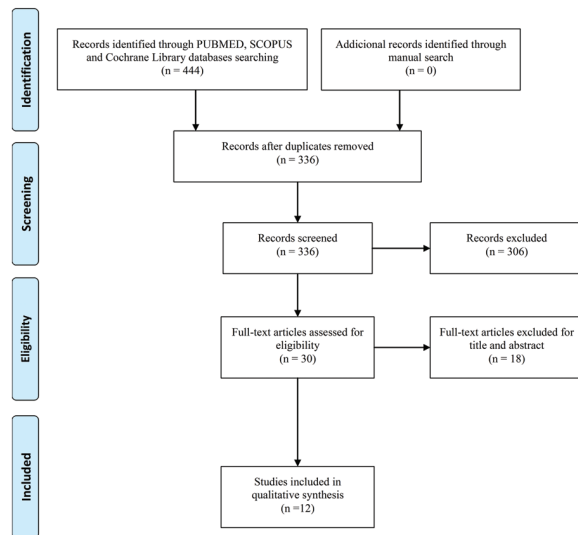 Identification
Records identified through PUBMED, SCOPUS
and Cochrane Library databases searching
(n = 444)
Addicional records identified through
manual search
(n = 0)
Records after duplicates removed
(n = 336)
Screening
Records screened
(n = 336)
Records excluded
(n = 306)
Eligibility
Full-text articles assessed for
eligibility
(n = 30)
Full-text articles excluded for
title and abstract
(n = 18)
Included
Studies included in
qualitative synthesis
(n =12)